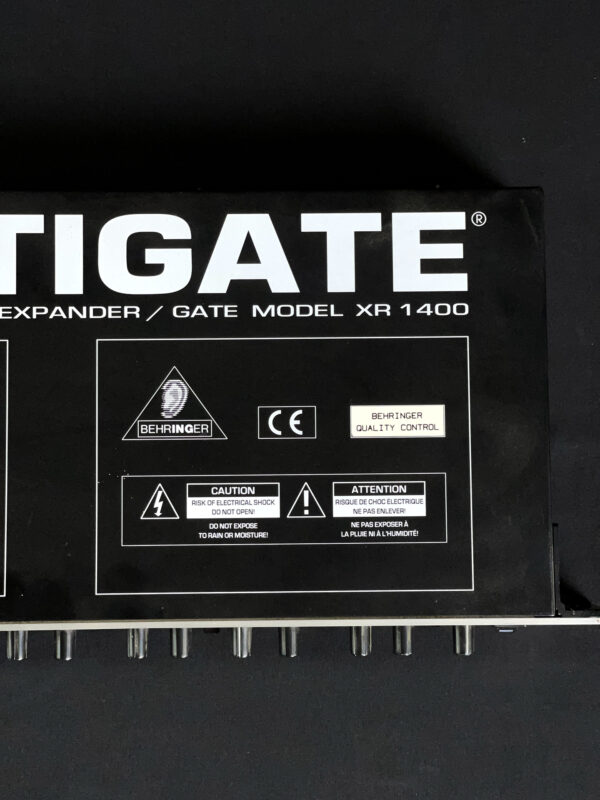 TIGATE®
EXPANDER / GATE MODEL XR 1400
BEHRINGER
CE
BEHRINGER
QUALITY CONTROL
CAUTION
RISK OF ELECTRICAL SHOCK
DO NOT OPEN!
DO NOT EXPOSE
TO RAIN OR MOISTURE!
ATTENTION
RISQUE DE CHOC ÉLECTRIQUE
NE PAS ENLEVER!
NE PAS EXPOSER À
LA PLUIE NI À L'HUMIDITÉ!